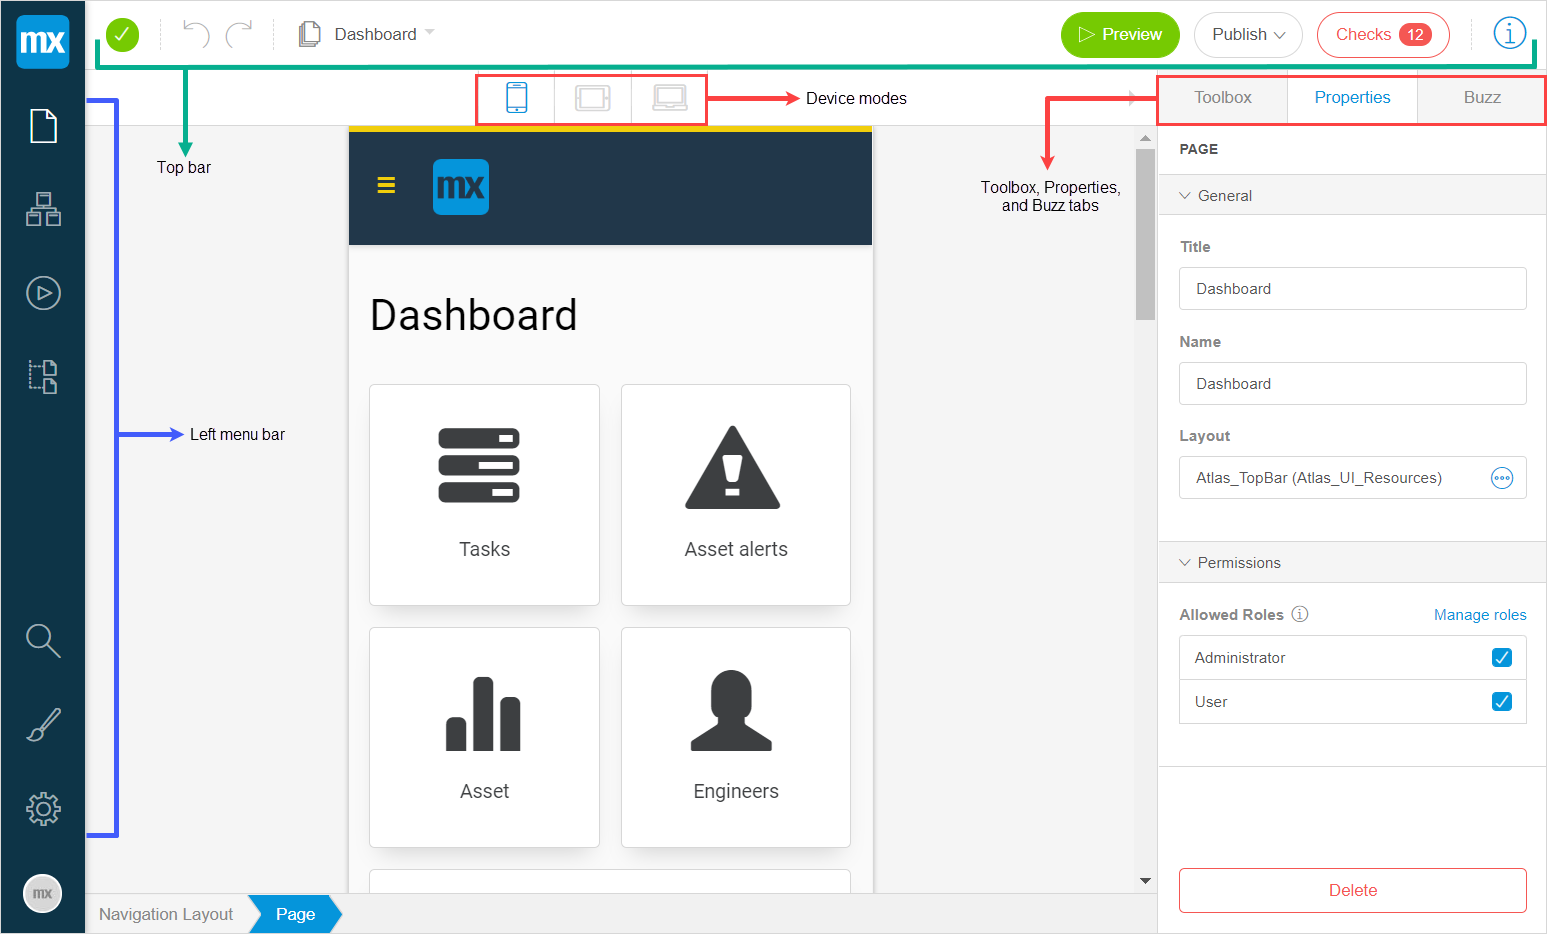 mx
Dashboard
Preview
Publish
Checks 12
Device modes
Toolbox
Properties
Buzz
Top bar
mx
Toolbox, Properties,
and Buzz tabs
PAGE
General
Title
Dashboard
Name
Dashboard
Layout
Atlas_TopBar (Atlas_UI_Resources)
Permissions
Allowed Roles
Manage roles
Administrator
User
Delete
Left menu bar
Dashboard
Tasks
Asset alerts
Asset
Engineers
mx
Navigation Layout
Page